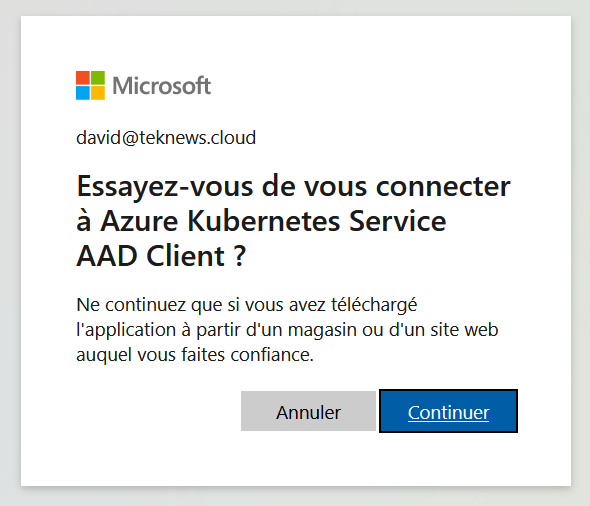 Microsoft
david@teknews.cloud
Essayez-vous de vous connecter
à Azure Kubernetes Service
AAD Client ?
Ne continuez que si vous avez téléchargé
l'application à partir d'un magasin ou d'un site web
auquel vous faites confiance.
Annuler
Continuer